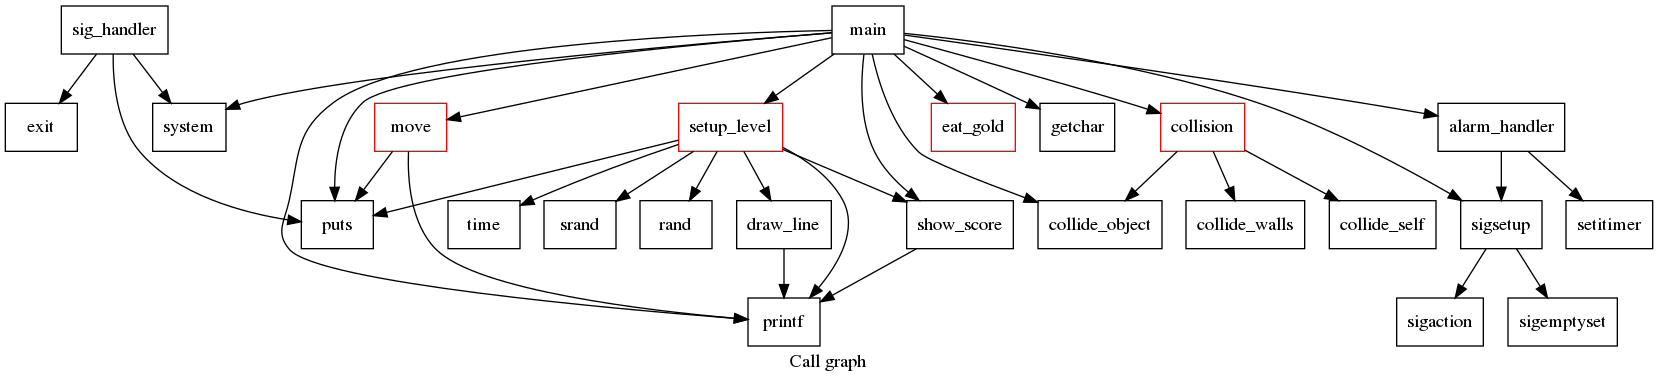 sig_handler
main
exit
system
move
setup_level
eat_gold
getchar
collision
alarm_handler
puts
time
srand
rand
draw_line
show_score
collide_object
collide_walls
collide_self
sigsetup
setitimer
printf
sigaction
sigemptyset
Call graph